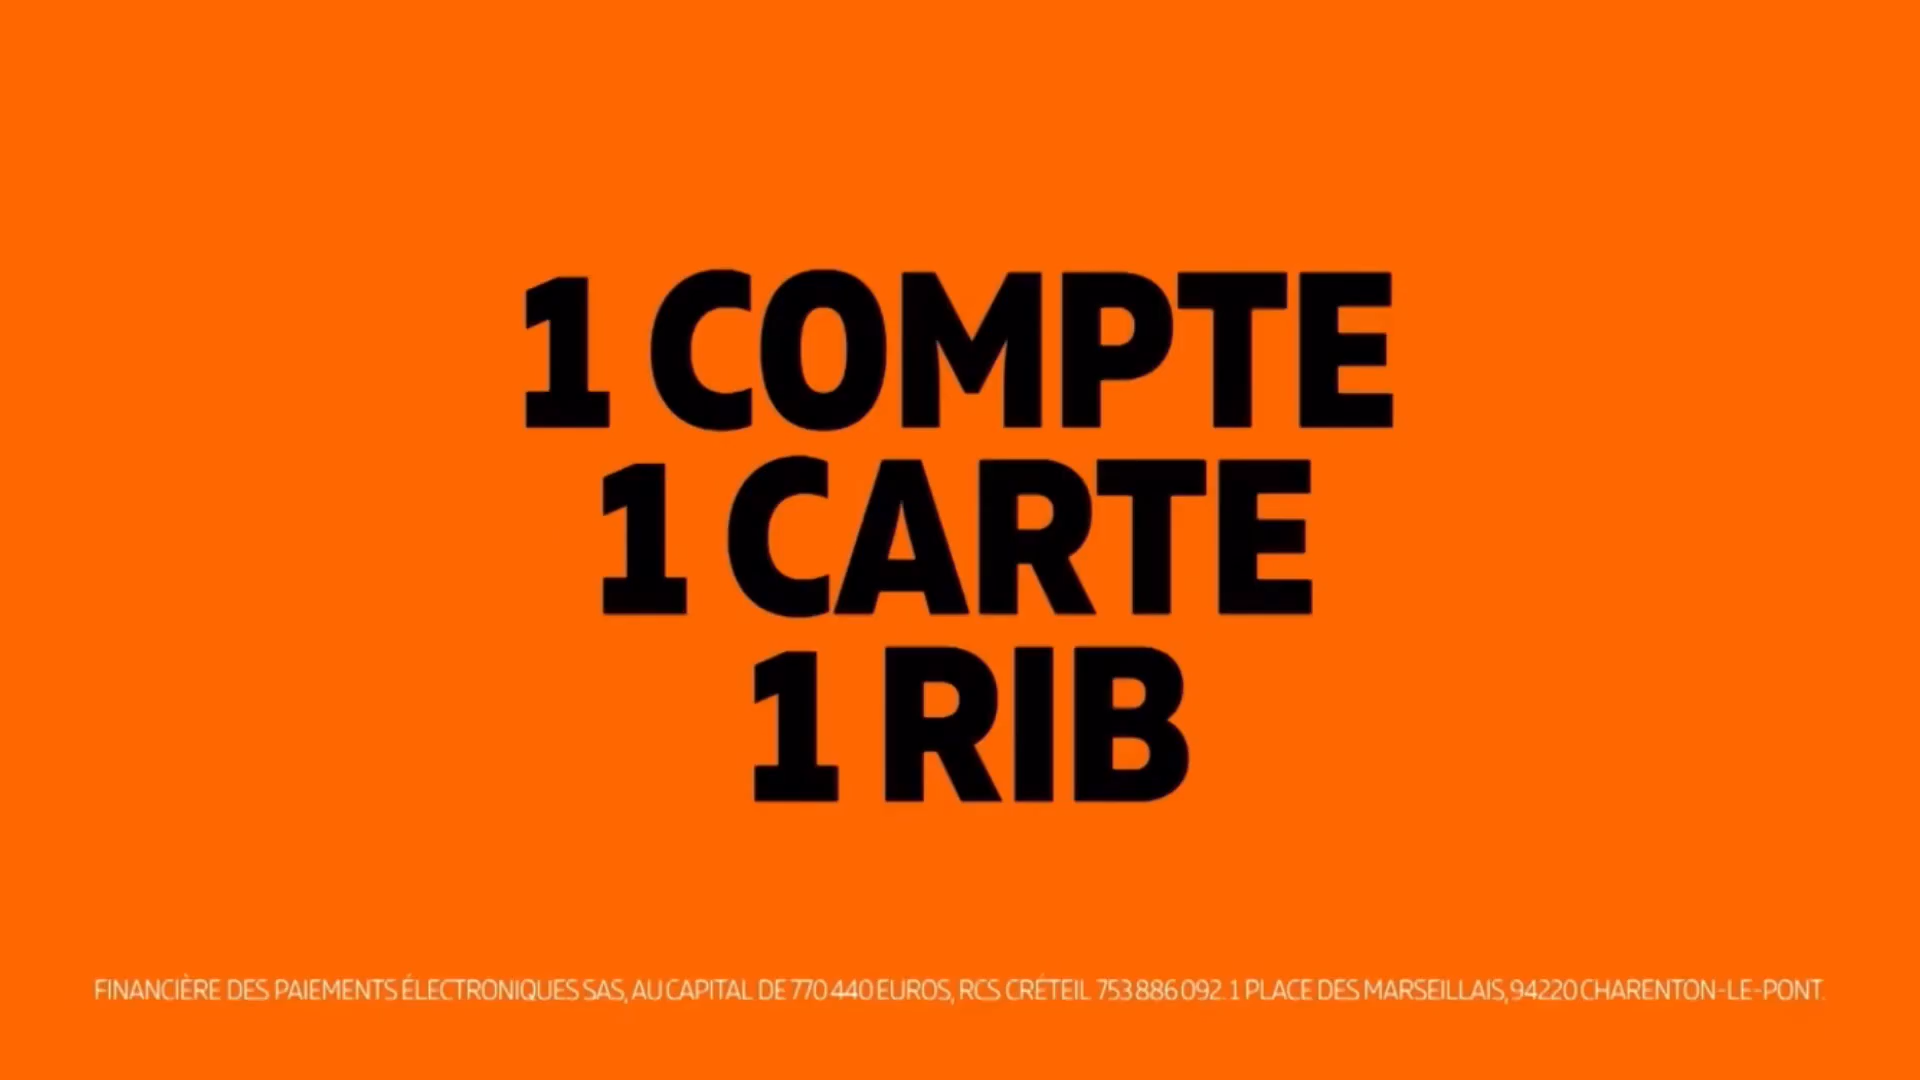 1 COMPTE
1 CARTE
1 RIB
FINANCIÈRE DES PAIEMENTS ÉLECTRONIQUES SAS, AU CAPITAL DE 770 440 EUROS, RCS CRÉTEIL 753 886 092. 1 PLACE DES MARSEILLAIS, 94220 CHARENTON-LE-PONT.